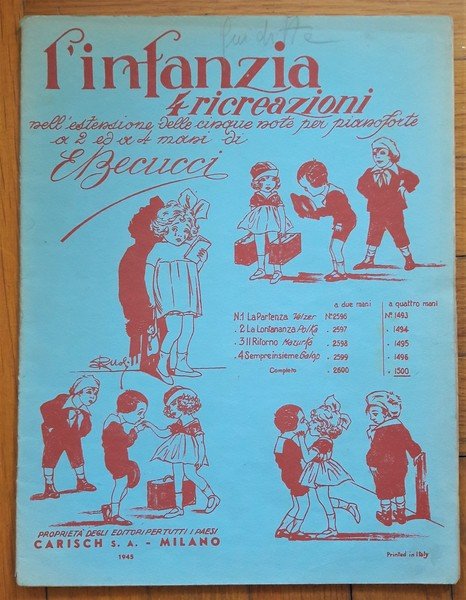 Giuditta
l'infanzia
4 ricreazioni
nell'estensione delle cinque note per pianoforte
a 2 ed a 4 mani di
E. Becucci
a due mani a quattro mani
N.1 La Partenza Valzer Nº 2596 Nº 1493
. 2 La Lontananza Polka . 2597 . 1494
. 3 Il Ritorno Mazurka . 2598 . 1495
. 4 Sempre insieme Galop . 2599 . 1496
Completo . 2600 . 1500
PROPRIETÀ DEGLI EDITORI PER TUTTI I PAESI
CARISCH S. A. - MILANO
1945
Printed in Italy